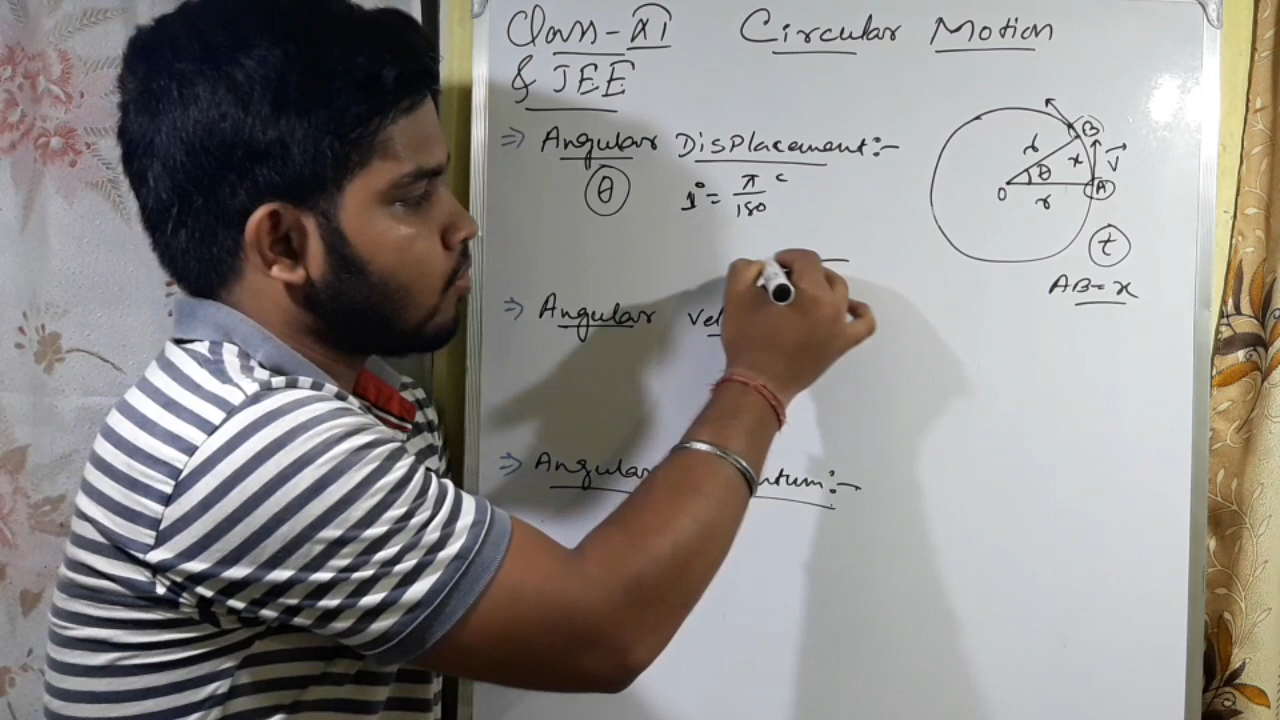 Class-XI Circular Motion
& JEE
⇒ Angular Displacement:-
θ 1° = π/180 c
⇒ Angular
⇒ Angular
B
r x V⃗
θ
O r A
t
AB = x